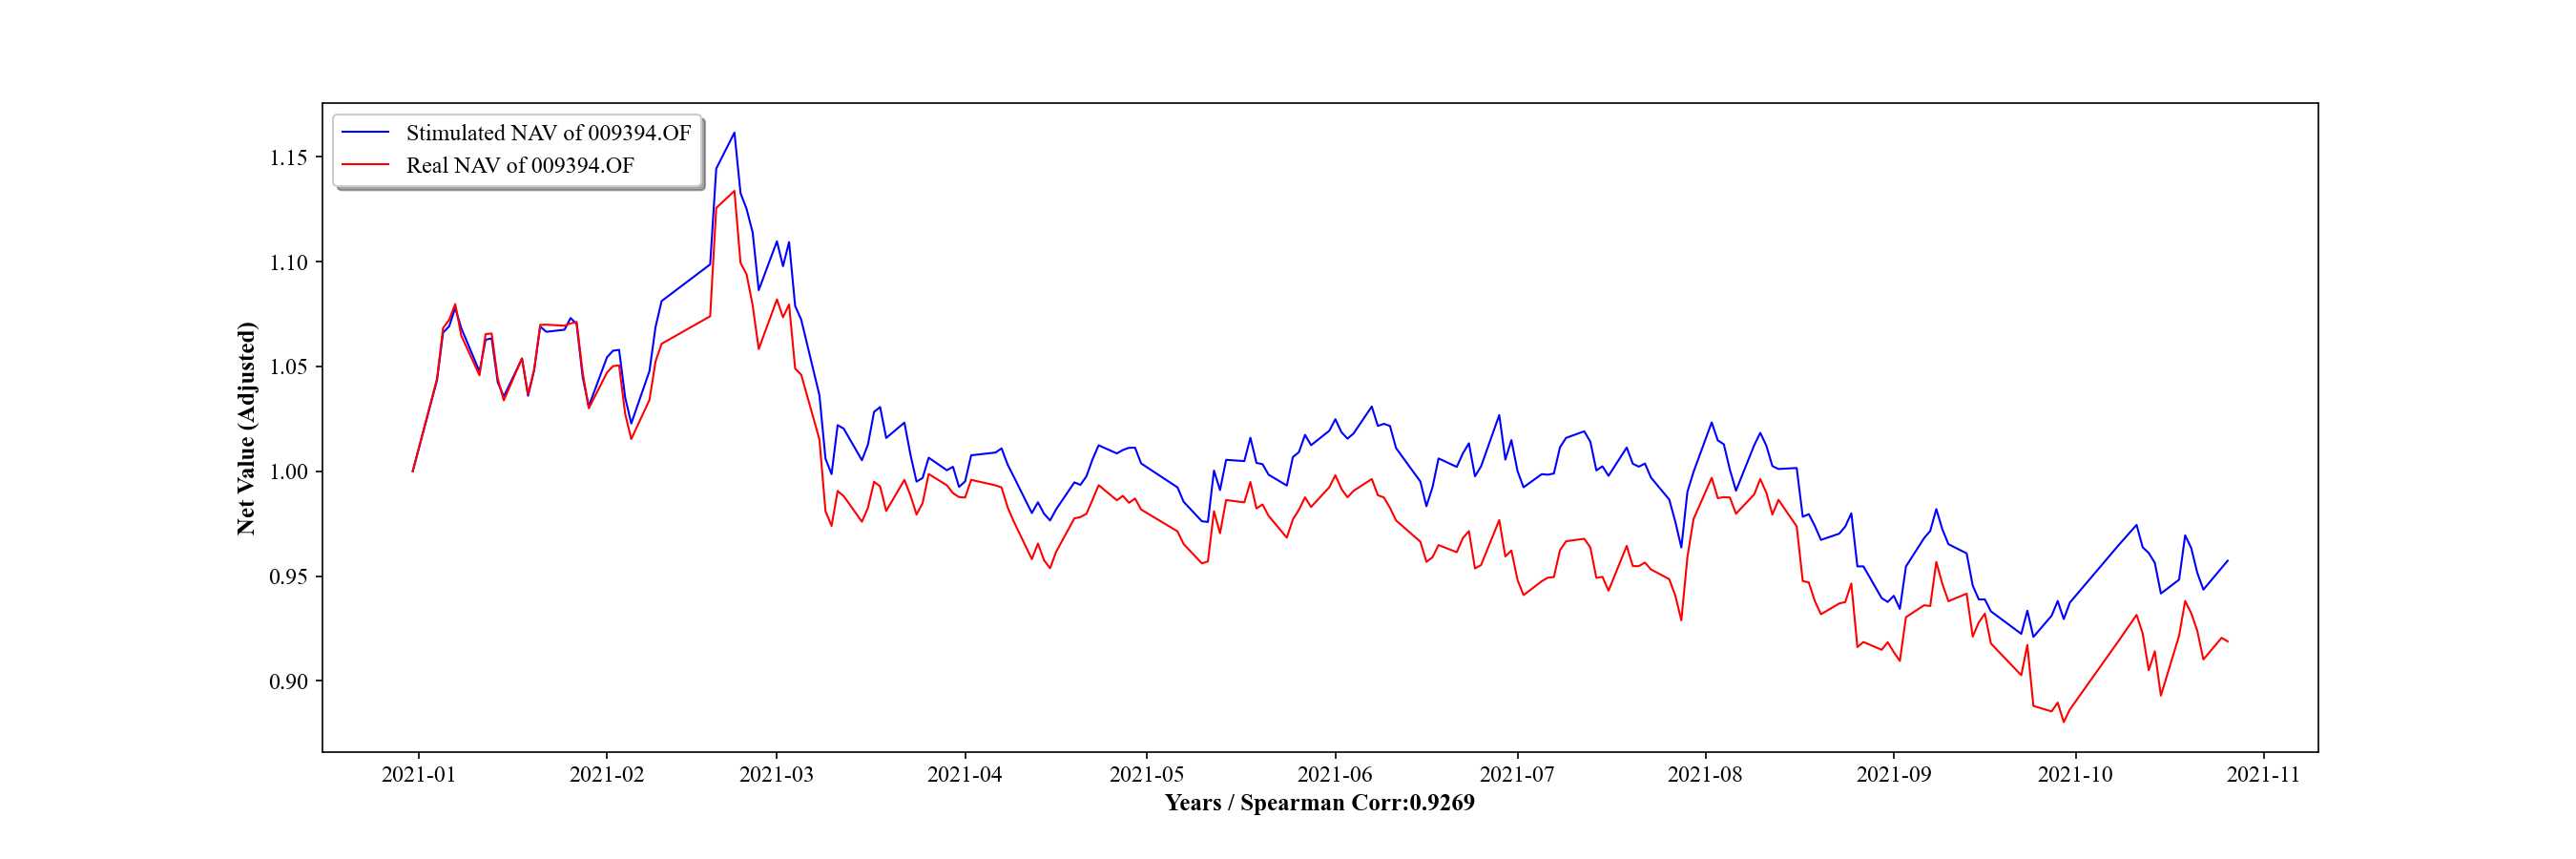 Stimulated NAV of 009394.OF
Real NAV of 009394.OF
1.15
1.10
1.05
1.00
0.95
0.90
Net Value (Adjusted)
2021-01 2021-02 2021-03 2021-04 2021-05 2021-06 2021-07 2021-08 2021-09 2021-10 2021-11
Years / Spearman Corr:0.9269